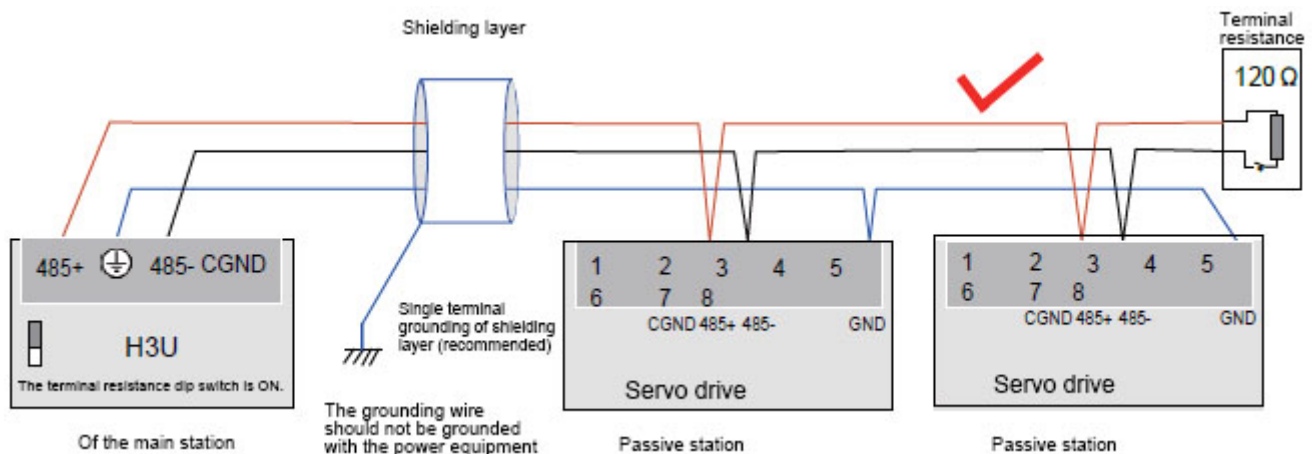 Shielding layer
Terminal
resistance
120 Ω
485+ 485- CGND
H3U
The terminal resistance dip switch is ON.
Of the main station
Single terminal
grounding of shielding
layer (recommended)
The grounding wire
should not be grounded
with the power equipment
1 2 3 4 5
6 7 8
CGND 485+ 485- GND
Servo drive
Passive station
1 2 3 4 5
6 7 8
CGND 485+ 485- GND
Servo drive
Passive station